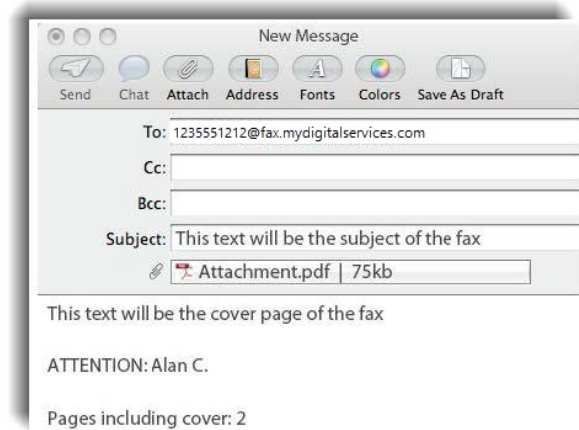 New Message
Send Chat Attach Address Fonts Colors Save As Draft
To: 1235551212@fax.mydigitalservices.com
Cc:
Bcc:
Subject: This text will be the subject of the fax
Attachment.pdf | 75kb
This text will be the cover page of the fax
ATTENTION: Alan C.
Pages including cover: 2